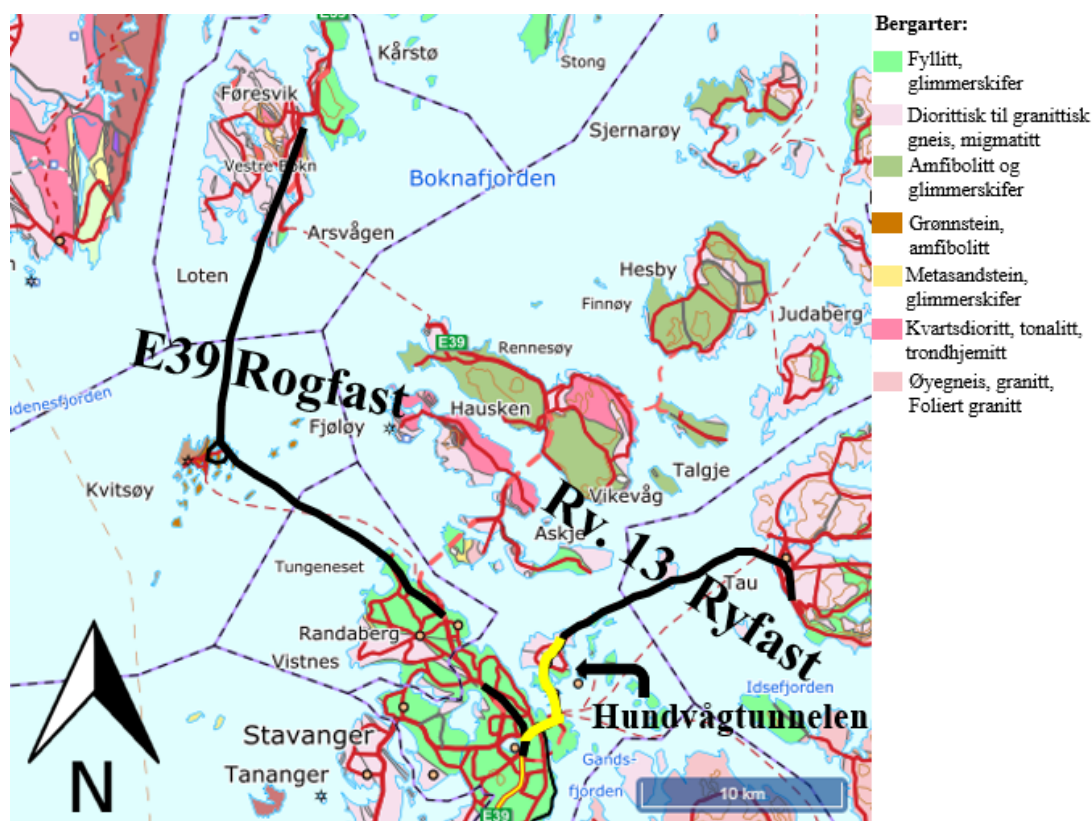 E39
Kårstø
Stong
Føresvik
Sjernarøy
Vestre Bokn
Boknafjorden
Arsvågen
Loten
Hesby
Finnøy
Judaberg
E39 Rogfast
E39
Rennesøy
denesfjorden
Hausken
Fjøløy
Kvitsøy
Talgje
Vikevåg
Rv. 13 Ryfast
Askje
Tungeneset
Tau
Randaberg
Vistnes
Idsefjorden
Hundvågtunnelen
Stavanger
Tananger
Gands-
fjorden
N
10 km
E39
Bergarter:
Fyllitt,
glimmerskifer
Diorittisk til granittisk
gneis, migmatitt
Amfibolitt og
glimmerskifer
Grønnstein,
amfibolitt
Metasandstein,
glimmerskifer
Kvartsdioritt, tonalitt,
trondhjemitt
Øyegneis, granitt,
Foliert granitt